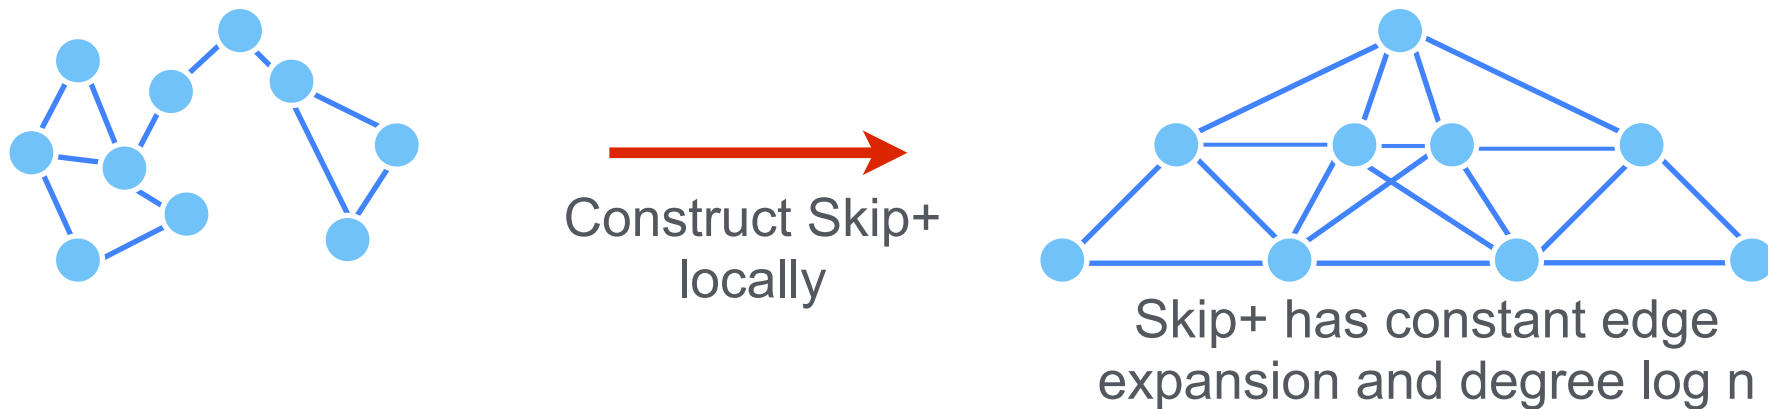 Construct Skip+
locally
Skip+ has constant edge
expansion and degree log n